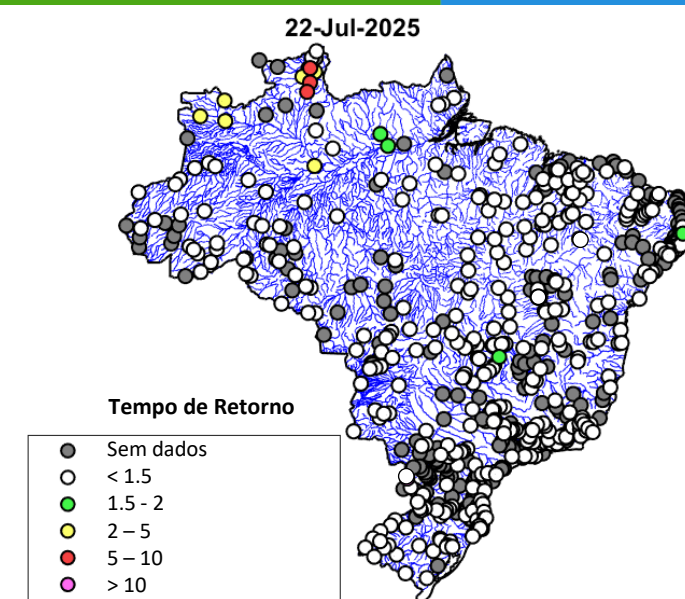 22-Jul-2025
Tempo de Retorno
Sem dados
< 1.5
1.5 - 2
2 – 5
5 – 10
> 10